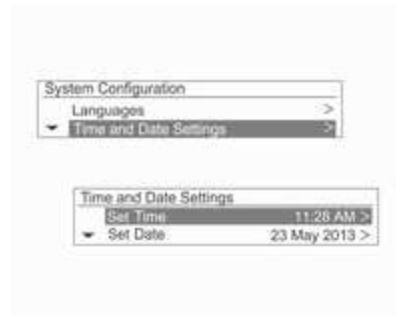 System Configuration
Languages >
Time and Date Settings >
Time and Date Settings
Set Time 11:28 AM >
Set Date 23 May 2013 >